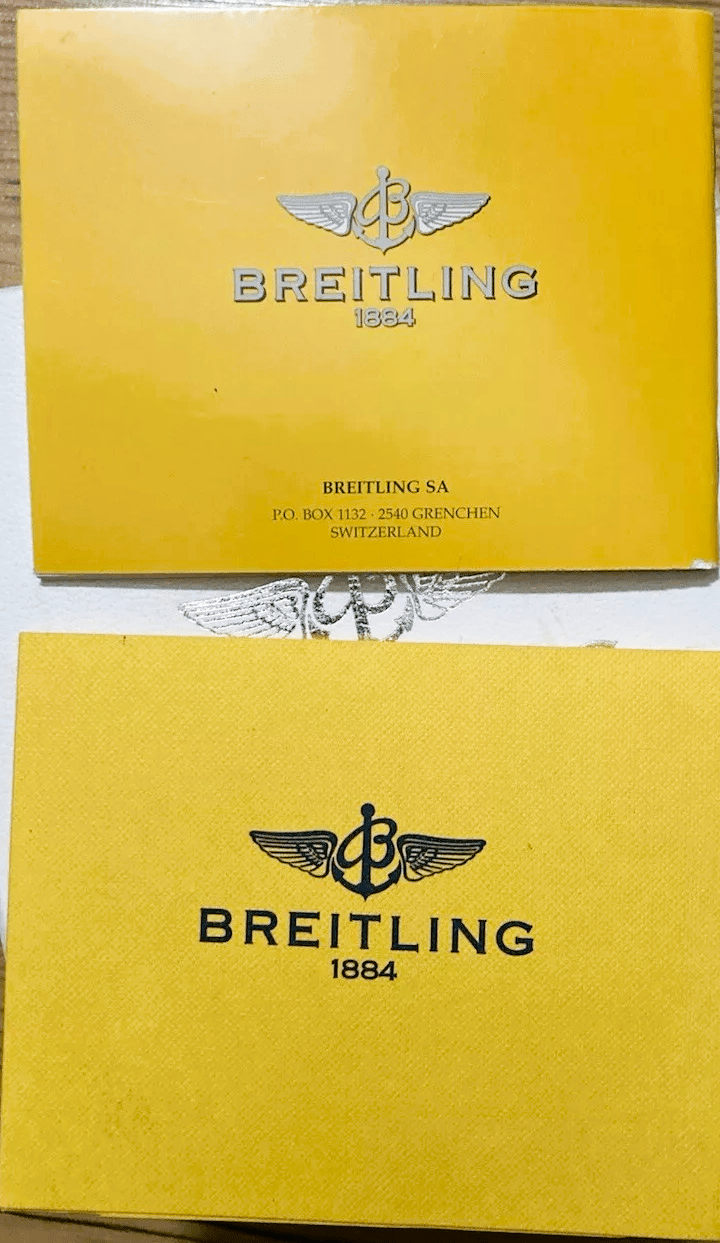 BREITLING
1884
BREITLING SA
P.O. BOX 1132 · 2540 GRENCHEN
SWITZERLAND
BREITLING
1884